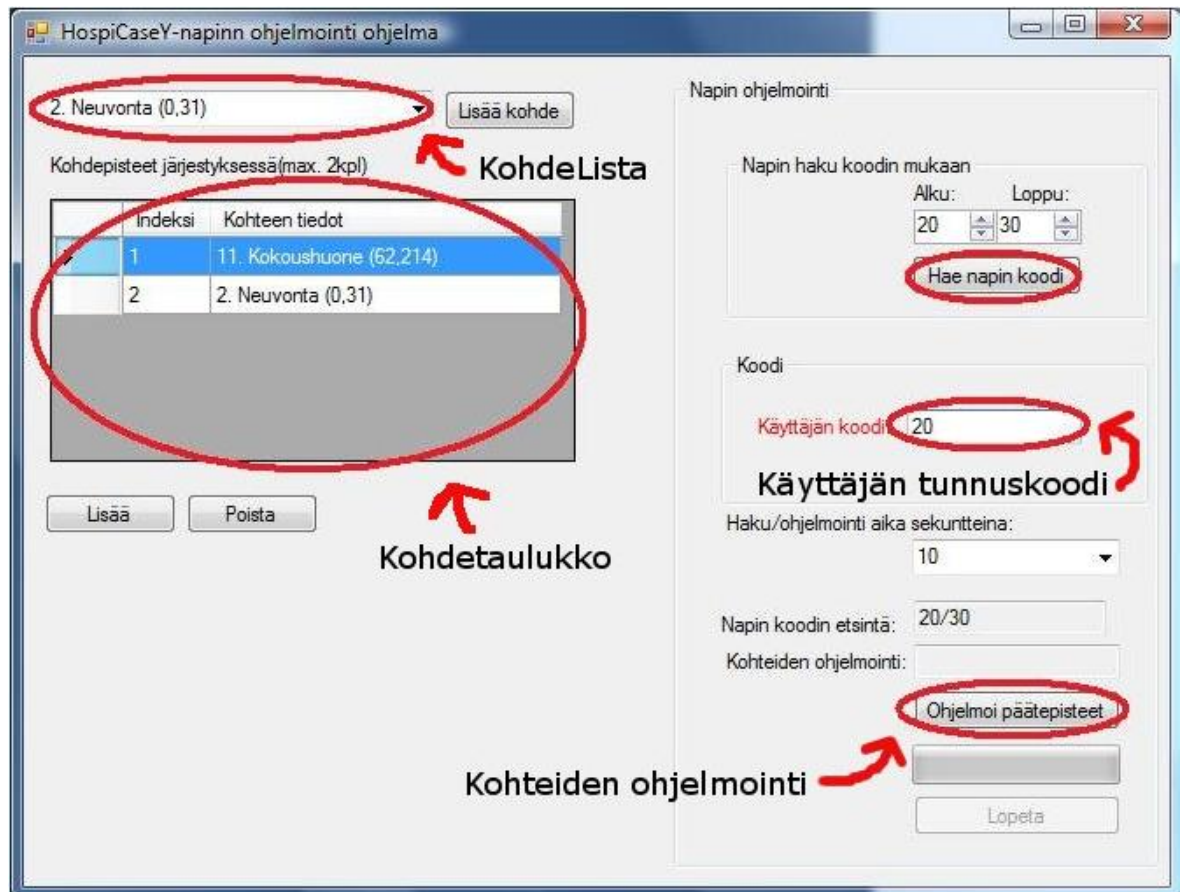 HospiCaseY-napinn ohjelmointi ohjelma
2. Neuvonta (0,31)
Lisää kohde
KohdeLista
Kohdepisteet järjestyksessä(max. 2kpl)
Indeksi Kohteen tiedot
1 11. Kokoushuone (62,214)
2 2. Neuvonta (0,31)
Lisää Poista
Kohdetaulukko
Napin ohjelmointi
Napin haku koodin mukaan
Alku: Loppu:
20 30
Hae napin koodi
Koodi
Käyttäjän koodi 20
Käyttäjän tunnuskoodi
Haku/ohjelmointi aika sekuntteina:
10
Napin koodin etsintä: 20/30
Kohteiden ohjelmointi:
Ohjelmoi päätepisteet
Kohteiden ohjelmointi
Lopeta